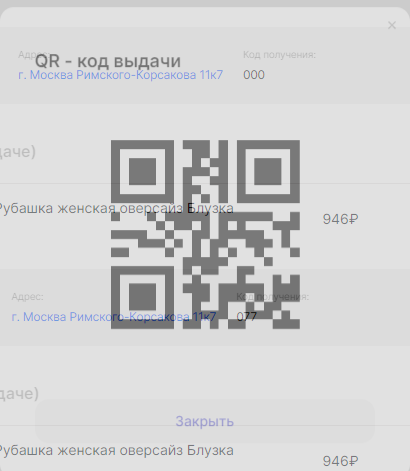 ×
Адрес:
Код получения:
QR - код выдачи
г. Москва Римского-Корсакова 11к7
000
даче)
Рубашка женская оверсайз Блузка
946₽
Адрес:
Код получения:
г. Москва Римского-Корсакова 11к7
077
даче)
Закрыть
Рубашка женская оверсайз Блузка
946₽